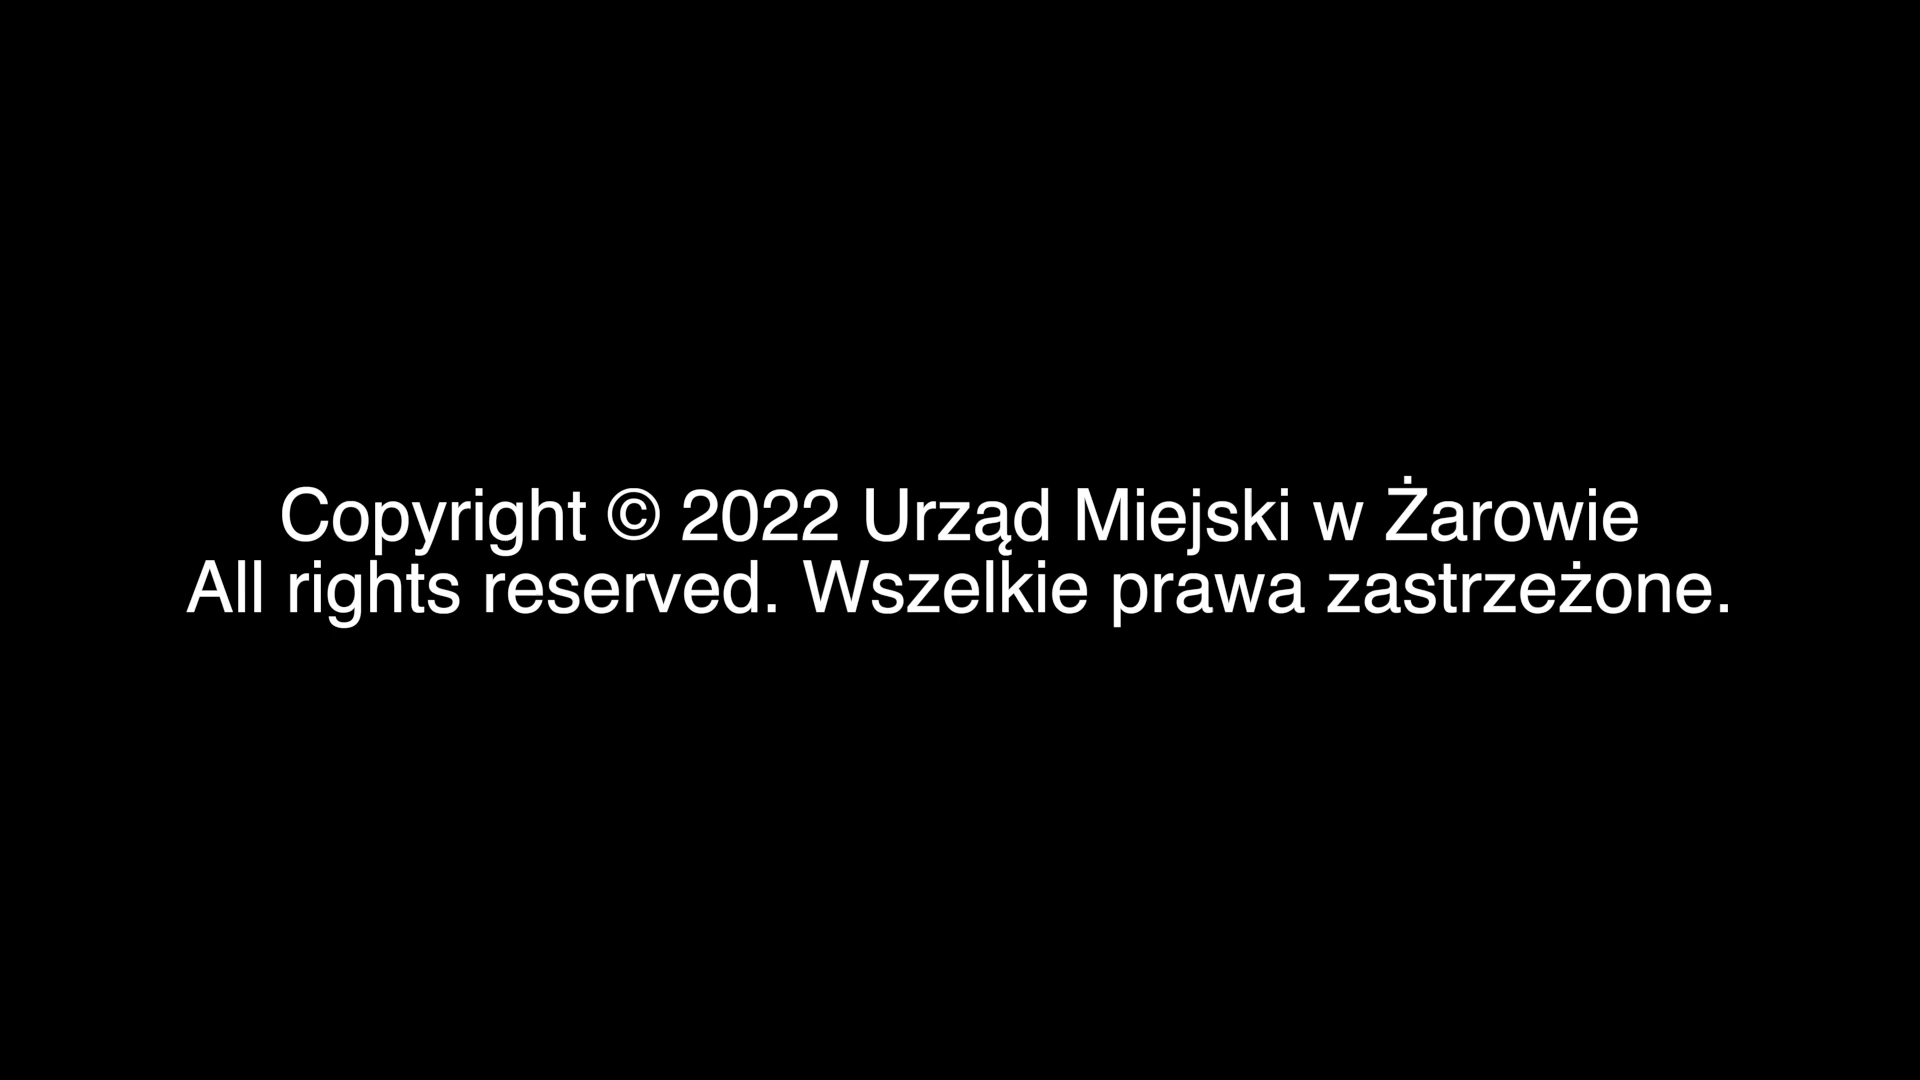 Copyright © 2022 Urząd Miejski w Żarowie
All rights reserved. Wszelkie prawa zastrzeżone.